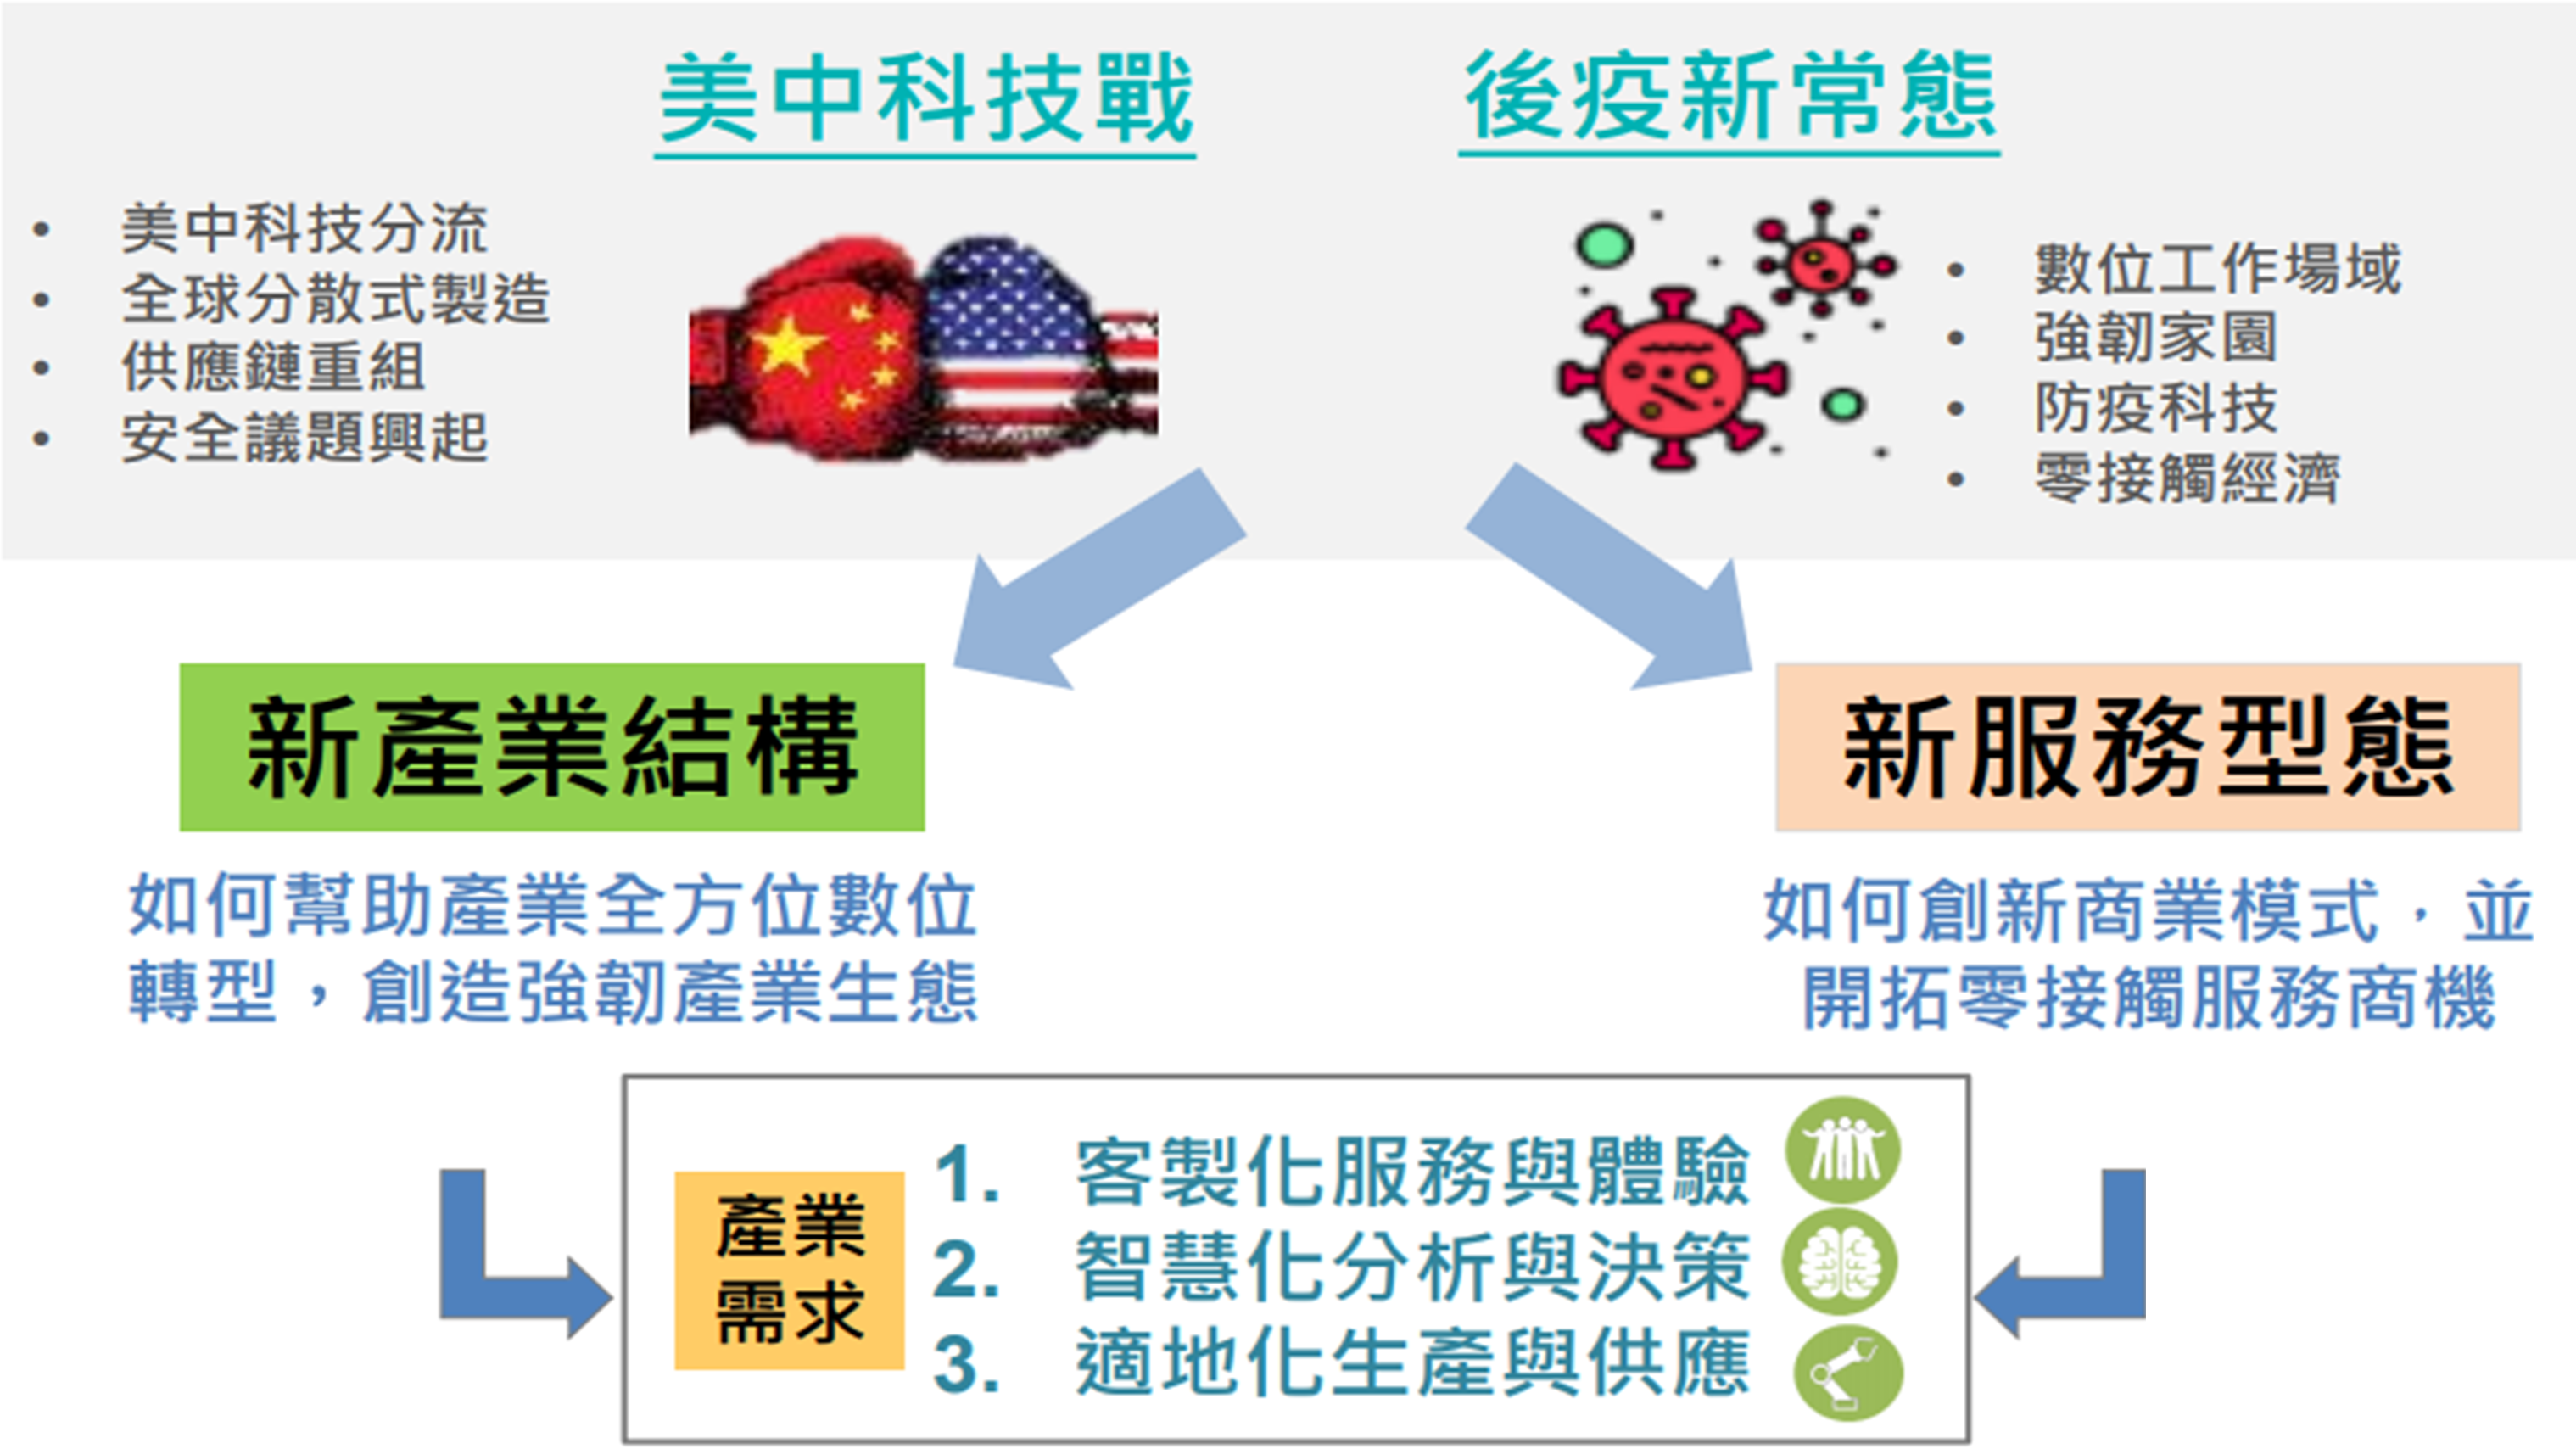 美中科技戰
• 美中科技分流
• 全球分散式製造
• 供應鏈重組
• 安全議題興起
後疫新常態
• 數位工作場域
• 強韌家園
• 防疫科技
• 零接觸經濟
新產業結構
如何幫助產業全方位數位
轉型，創造強韌產業生態
新服務型態
如何創新商業模式，並
開拓零接觸服務商機
產業
需求
1. 客製化服務與體驗
2. 智慧化分析與決策
3. 適地化生產與供應